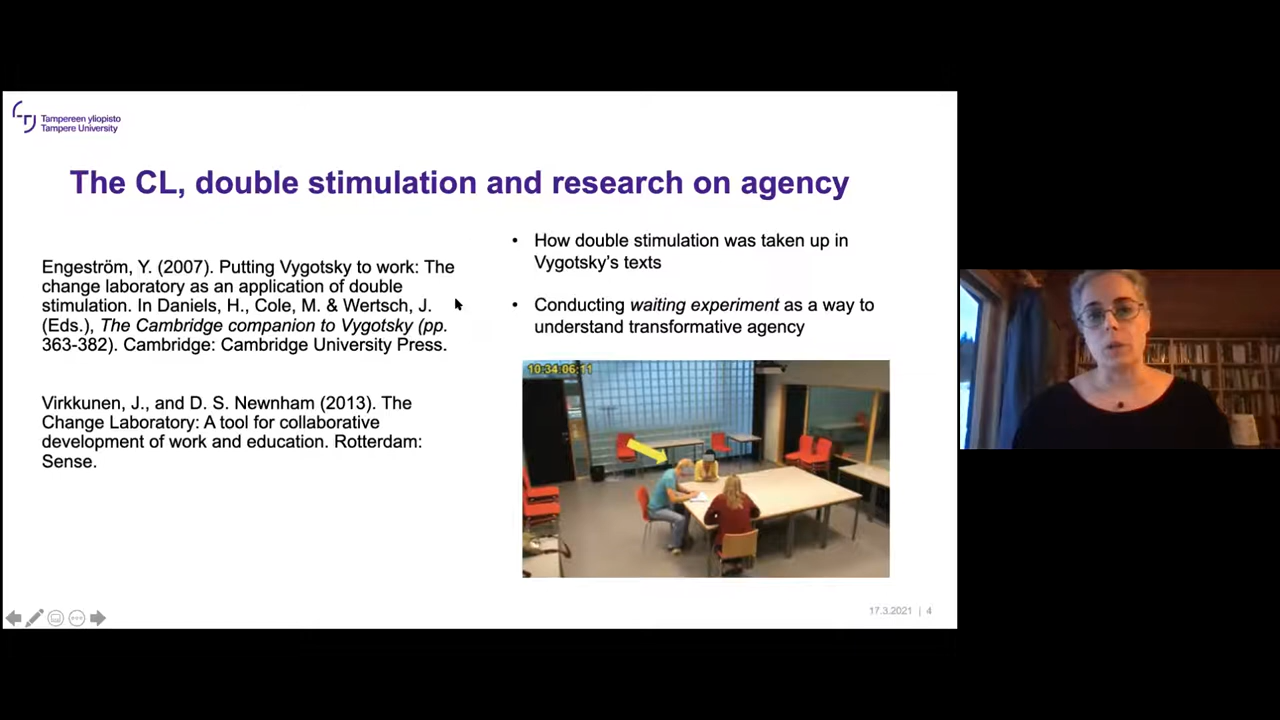 Tampereen yliopisto
Tampere University
The CL, double stimulation and research on agency
Engeström, Y. (2007). Putting Vygotsky to work: The
change laboratory as an application of double
stimulation. In Daniels, H., Cole, M. & Wertsch, J.
(Eds.), The Cambridge companion to Vygotsky (pp.
363-382). Cambridge: Cambridge University Press.
Virkkunen, J., and D. S. Newnham (2013). The
Change Laboratory: A tool for collaborative
development of work and education. Rotterdam:
Sense.
• How double stimulation was taken up in
Vygotsky's texts
• Conducting waiting experiment as a way to
understand transformative agency
10:34:06;11
17.3.2021 | 4